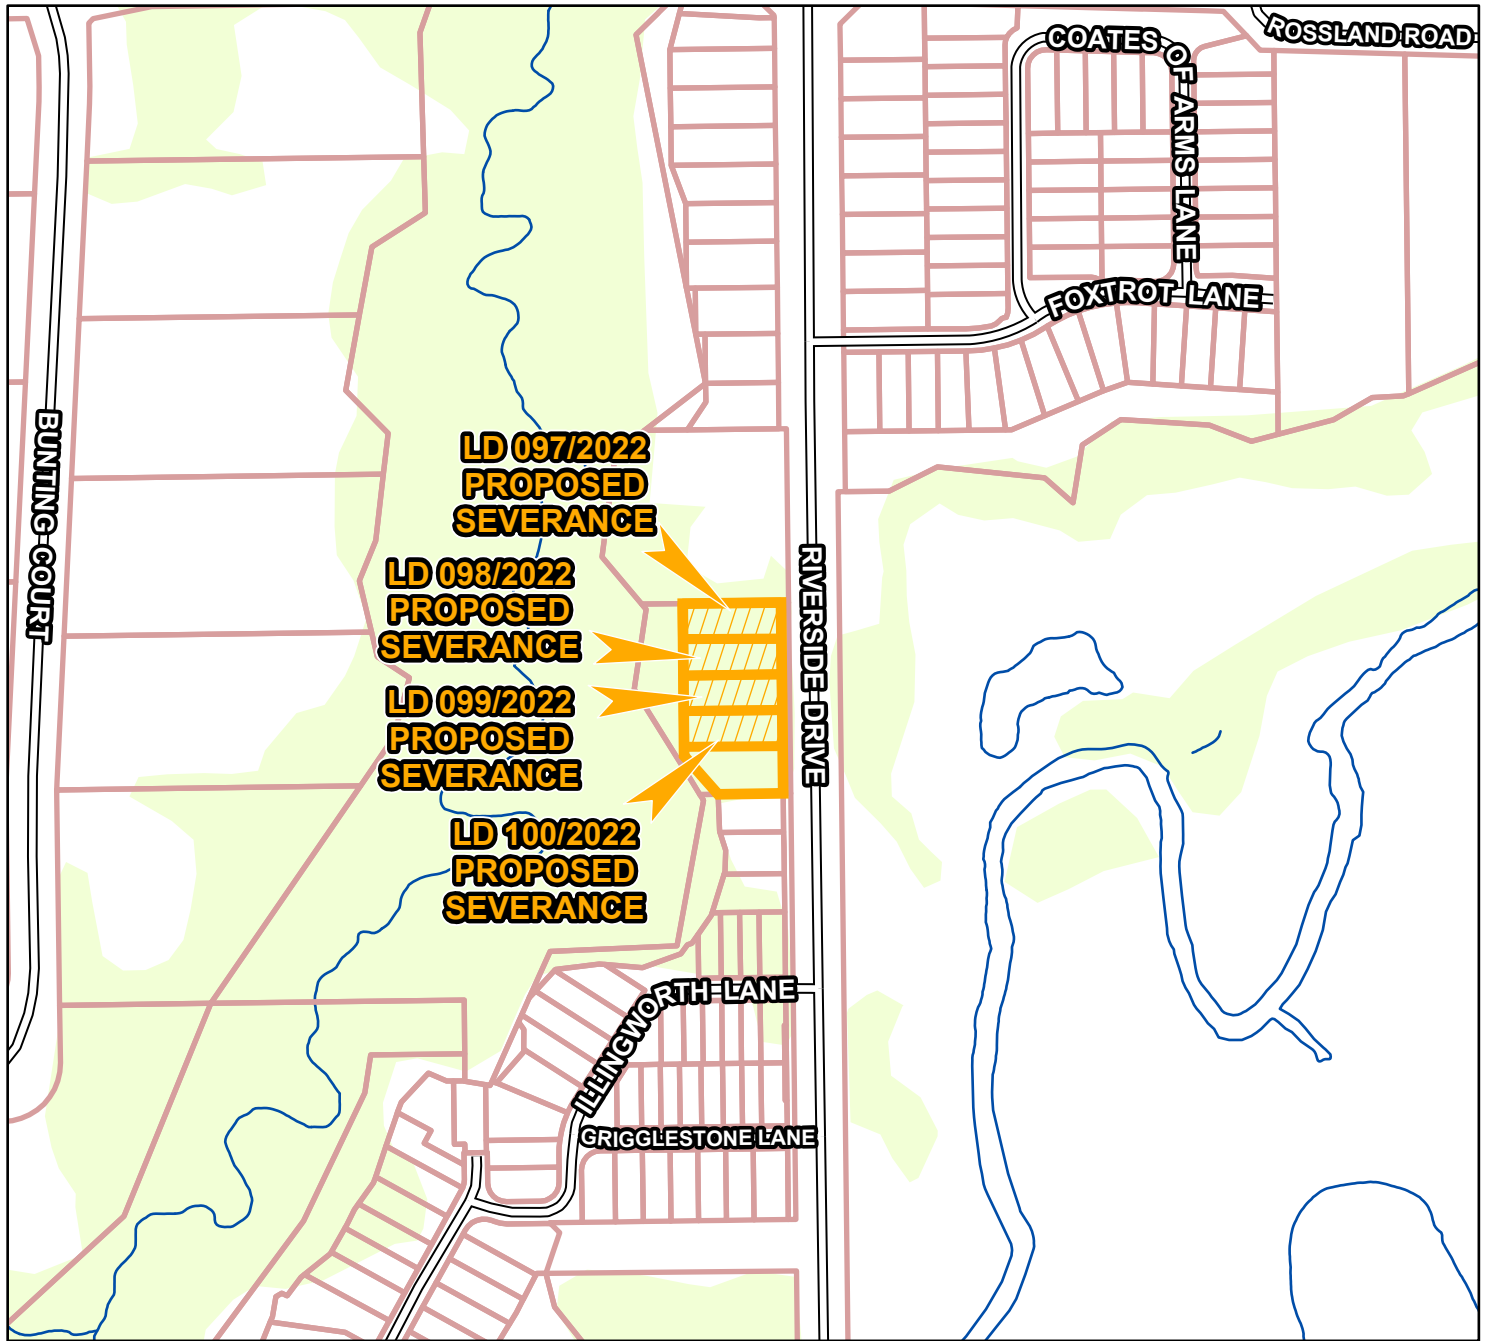 ROSSLAND ROAD
COATES OF ARMS LANE
FOXTROT LANE
BUNTING COURT
LD 097/2022
PROPOSED
SEVERANCE
LD 098/2022
PROPOSED
SEVERANCE
RIVERSIDE DRIVE
LD 099/2022
PROPOSED
SEVERANCE
LD 100/2022
PROPOSED
SEVERANCE
ILLINGWORTH LANE
GRIGGLESTONE LANE